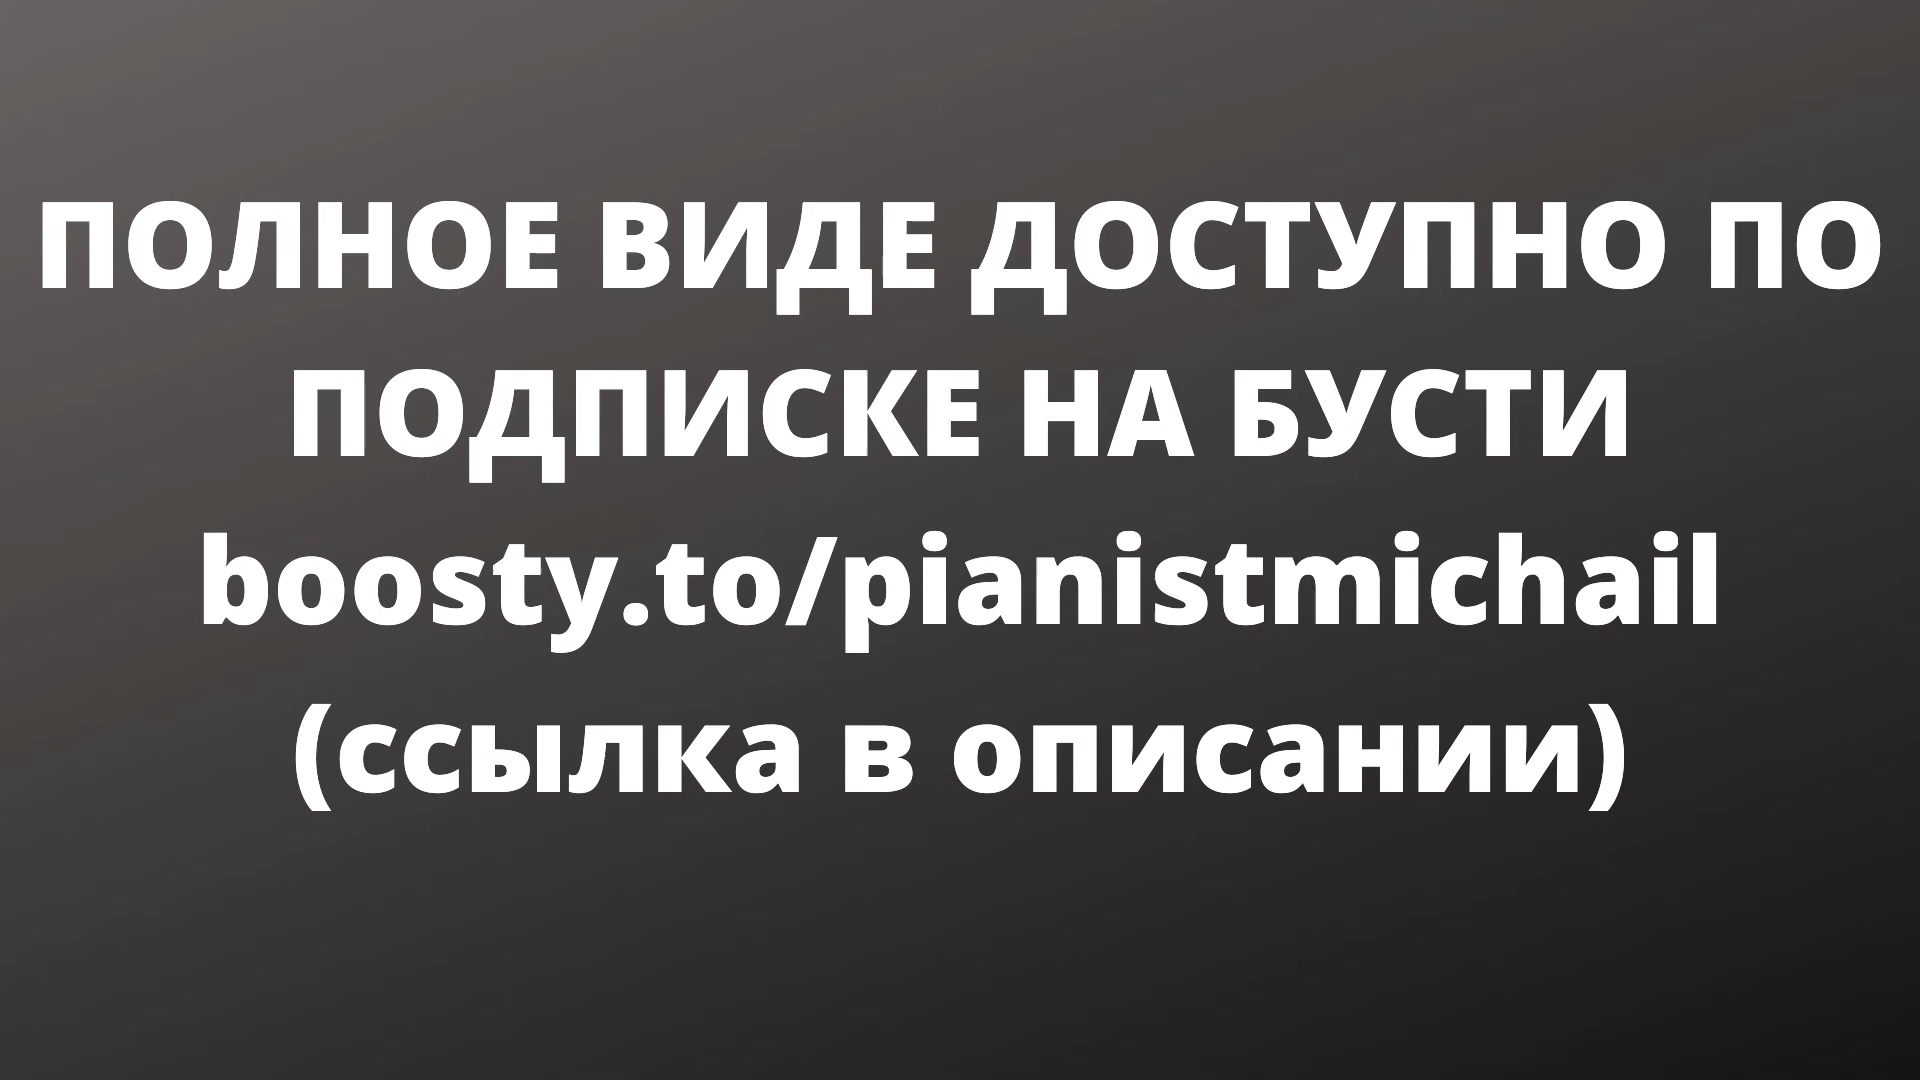 ПОЛНОЕ ВИДЕ ДОСТУПНО ПО
ПОДПИСКЕ НА БУСТИ
boosty.to/pianistmichail
(ссылка в описании)